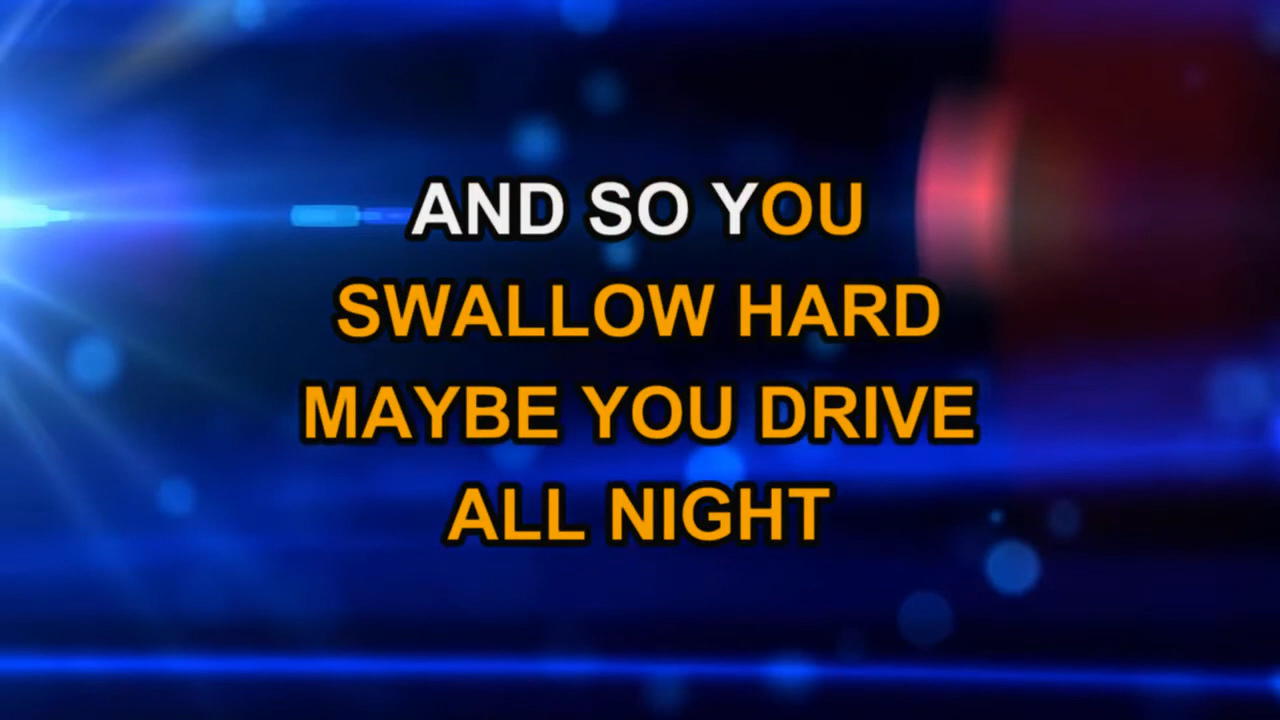 AND SO YOU
SWALLOW HARD
MAYBE YOU DRIVE
ALL NIGHT